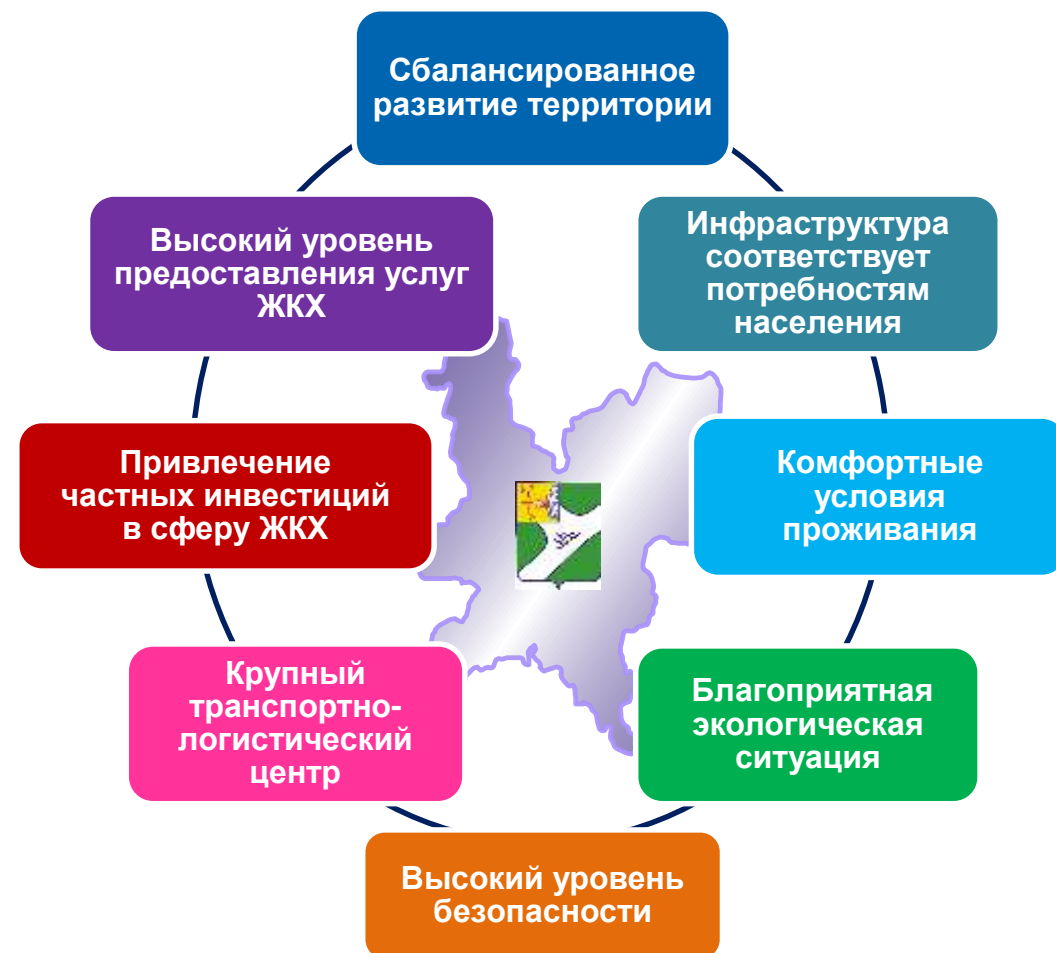 Сбалансированное
развитие территории
Высокий уровень
предоставления услуг
ЖКХ
Инфраструктура
соответствует
потребностям
населения
Привлечение
частных инвестиций
в сферу ЖКХ
Комфортные
условия
проживания
Крупный
транспортно-
логистический
центр
Благоприятная
экологическая
ситуация
Высокий уровень
безопасности